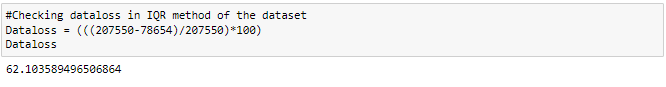 #Checking dataloss in IQR method of the dataset
Dataloss = (((207550-78654)/207550)*100)
Dataloss
62.103589496506864